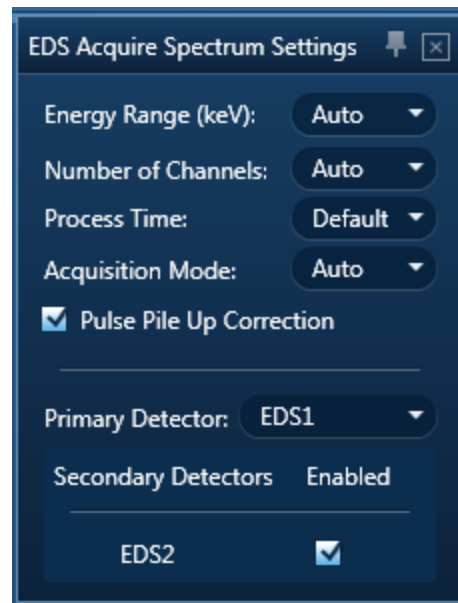 EDS Acquire Spectrum Settings
Energy Range (keV): Auto
Number of Channels: Auto
Process Time: Default
Acquisition Mode: Auto
Pulse Pile Up Correction
Primary Detector: EDS1
Secondary Detectors Enabled
EDS2